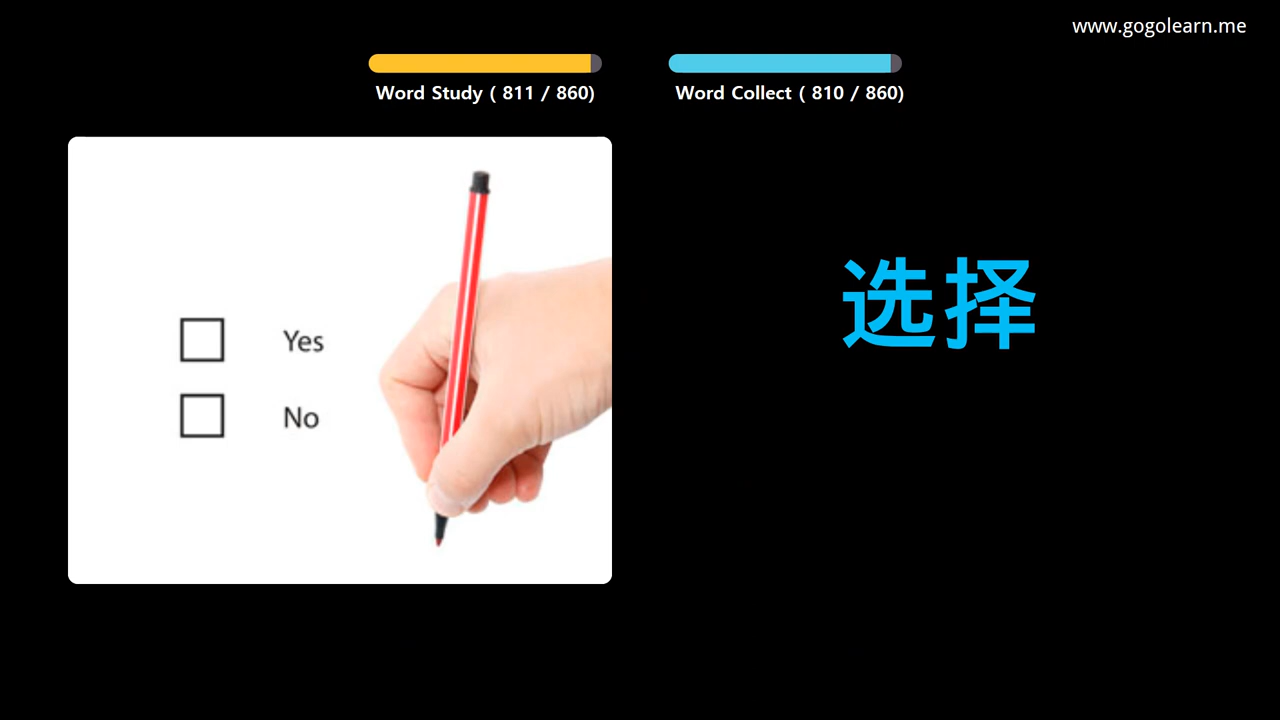 www.gogolearn.me
Word Study ( 811 / 860)
Word Collect ( 810 / 860)
选择
Yes
No